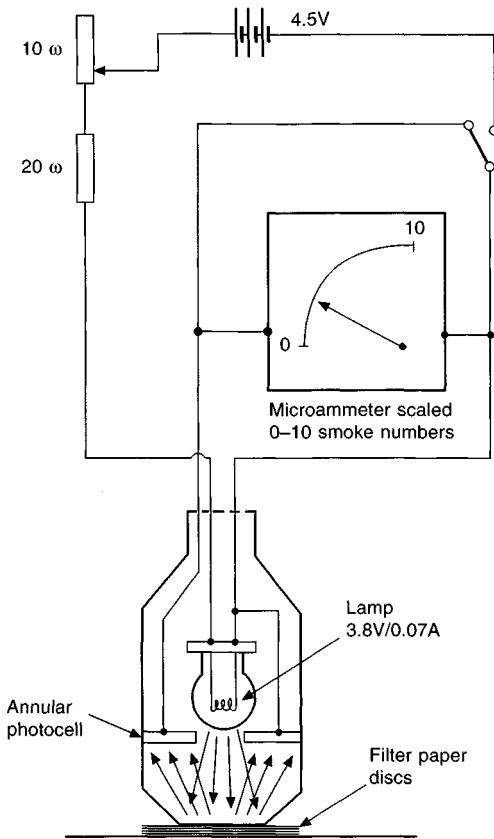 4.5V
10 ω
20 ω
10
0
Microammeter scaled
0–10 smoke numbers
Lamp
3.8V/0.07A
Annular
photocell
Filter paper
discs